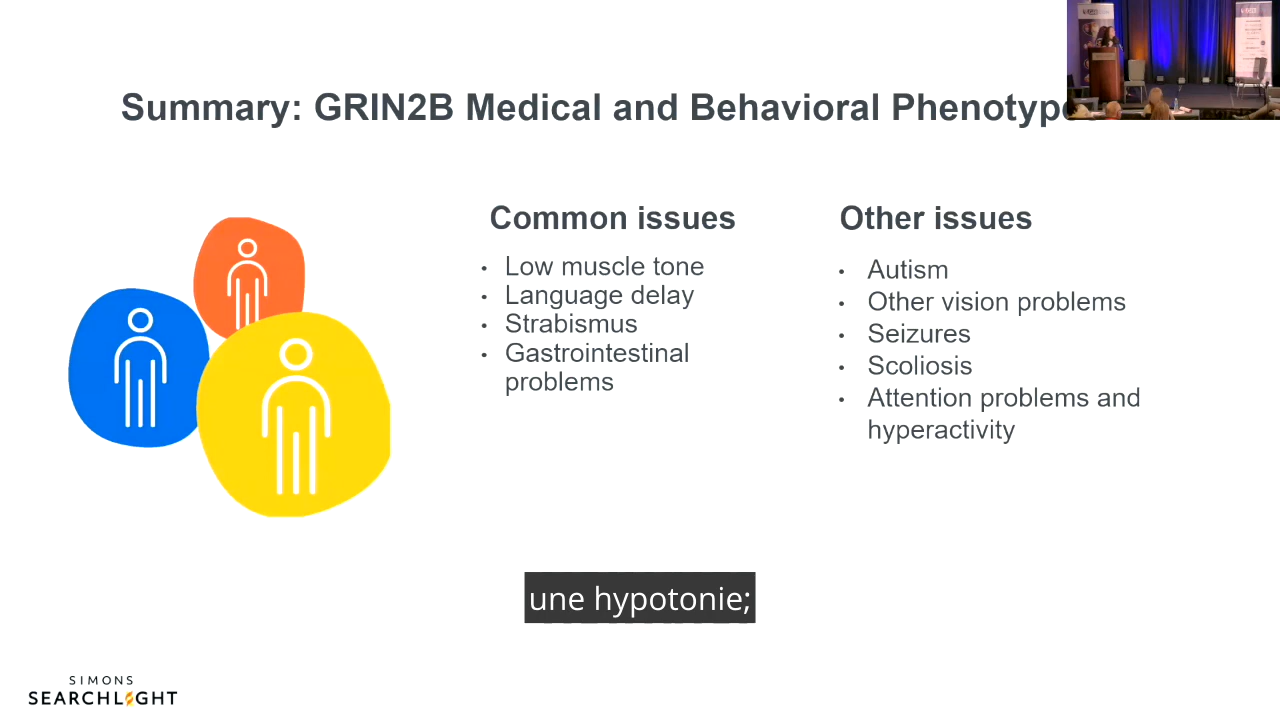 Summary: GRIN2B Medical and Behavioral Phenotype
Common issues
• Low muscle tone
• Language delay
• Strabismus
• Gastrointestinal
problems
Other issues
• Autism
• Other vision problems
• Seizures
• Scoliosis
• Attention problems and
hyperactivity
une hypotonie;
SIMONS
SEARCHLIGHT